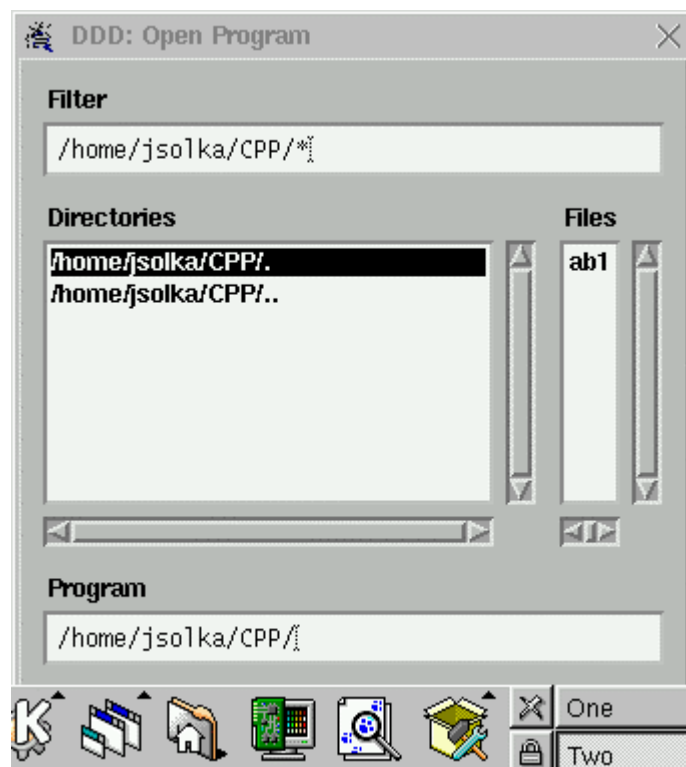 DDD: Open Program
Filter
/home/jsolka/CPP/*
Directories
Files
/home/jsolka/CPP/.
/home/jsolka/CPP/..
ab1
Program
/home/jsolka/CPP/
K
One
Two